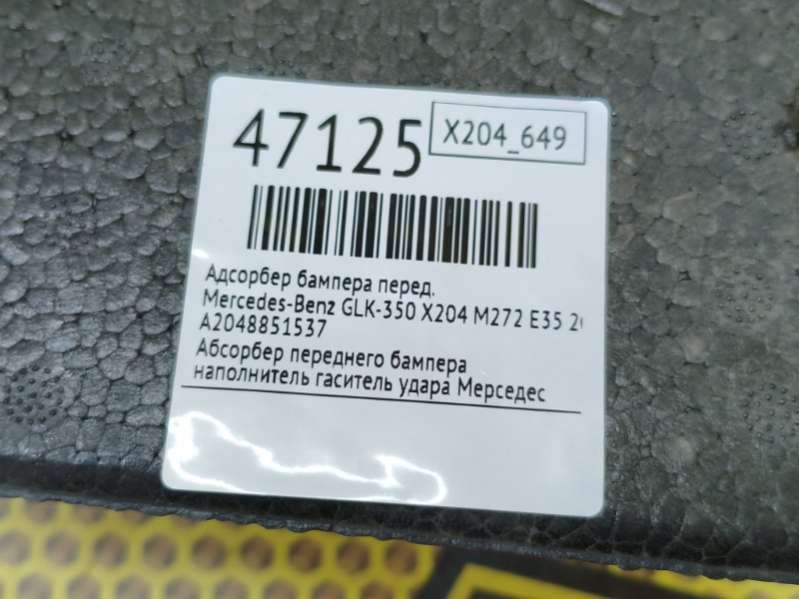 47125
X204_649
Адсорбер бампера перед.
Mercedes-Benz GLK-350 X204 M272 E35
A2048851537
Абсорбер переднего бампера
наполнитель гаситель удара Мерседес